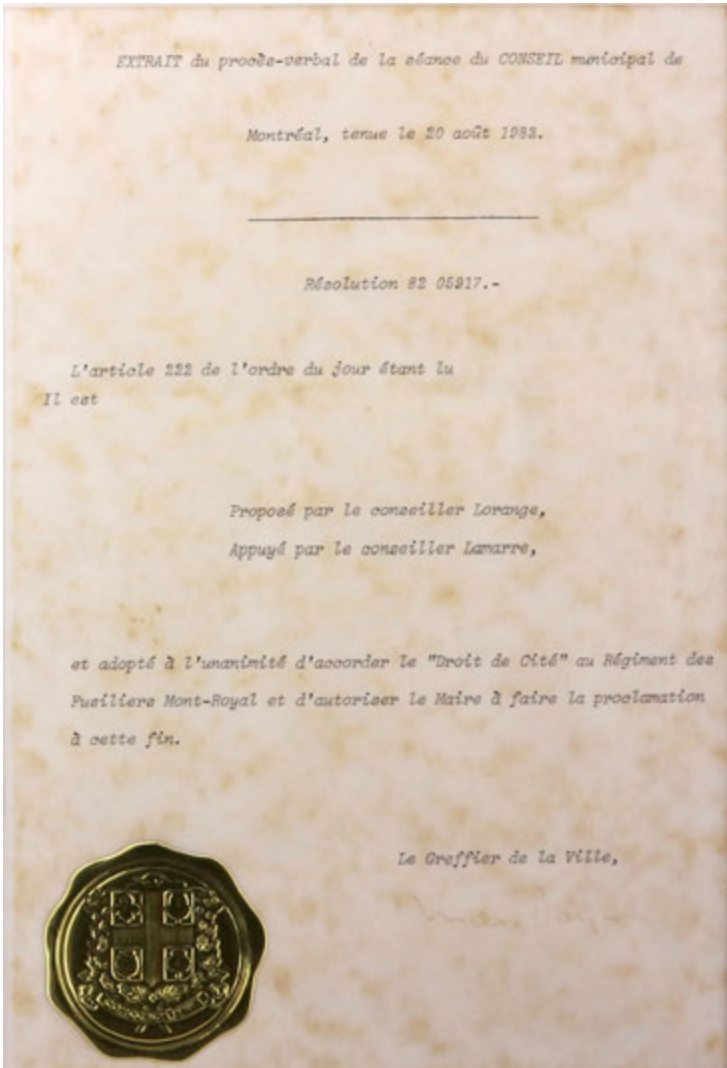 EXTRAIT du procès-verbal de la séance du CONSEIL municipal de
Montréal, tenue le 20 août 1982.
Résolution 82 05917.-
L'article 222 de l'ordre du jour étant lu
Il est
Proposé par le conseiller Lorange,
Appuyé par le conseiller Lamarre,
et adopté à l'unanimité d'accorder le "Droit de Cité" au Régiment des
Fusiliers Mont-Royal et d'autoriser le Maire à faire la proclamation
à cette fin.
Le Greffier de la Ville,